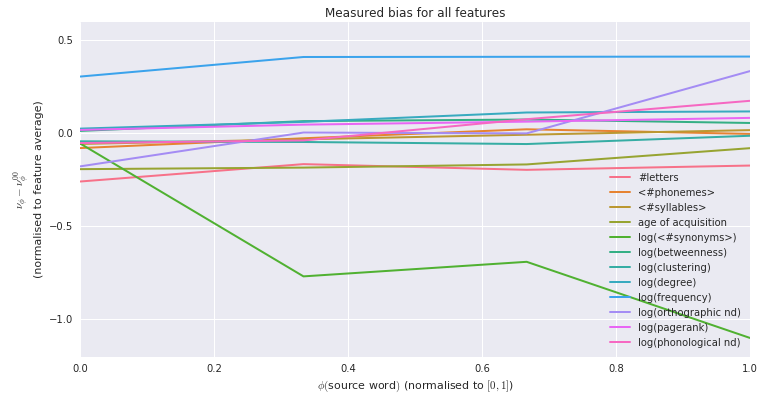 Measured bias for all features
0.5
0.0
−0.5
−1.0
ν_ϕ − ν_ϕ^00
(normalised to feature average)
#letters
<#phonemes>
<#syllables>
age of acquisition
log(<#synonyms>)
log(betweenness)
log(clustering)
log(degree)
log(frequency)
log(orthographic nd)
log(pagerank)
log(phonological nd)
0.0 0.2 0.4 0.6 0.8 1.0
ϕ(source word) (normalised to [0, 1])